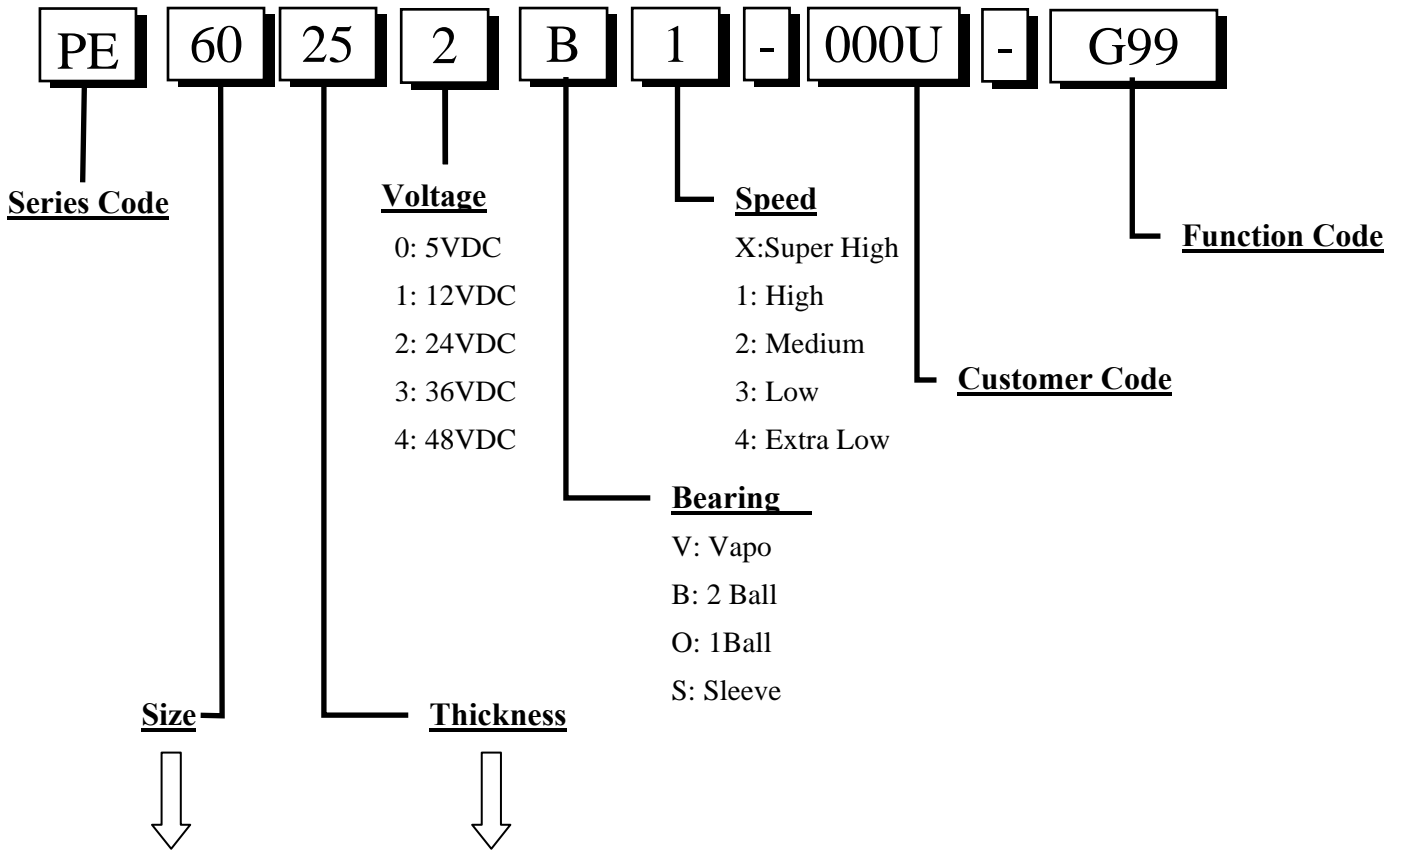 PE 60 25 2 B 1 - 000U - G99
Series Code
Voltage
0: 5VDC
1: 12VDC
2: 24VDC
3: 36VDC
4: 48VDC
Speed
X:Super High
1: High
2: Medium
3: Low
4: Extra Low
Function Code
Customer Code
Bearing
V: Vapo
B: 2 Ball
O: 1Ball
S: Sleeve
Size
Thickness